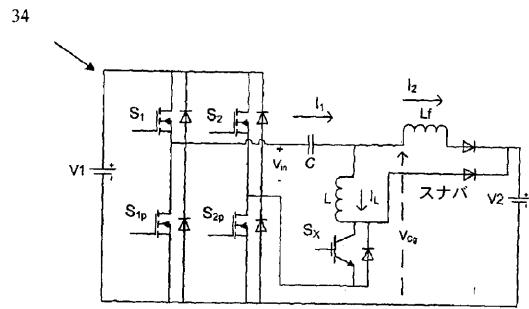 34
I₂
Lf
S₁
S₂
I₁
+
Vin
-
C
V1
+
スナバ
L
IL
V2
+
S₁p
S₂p
Sx
Vcg